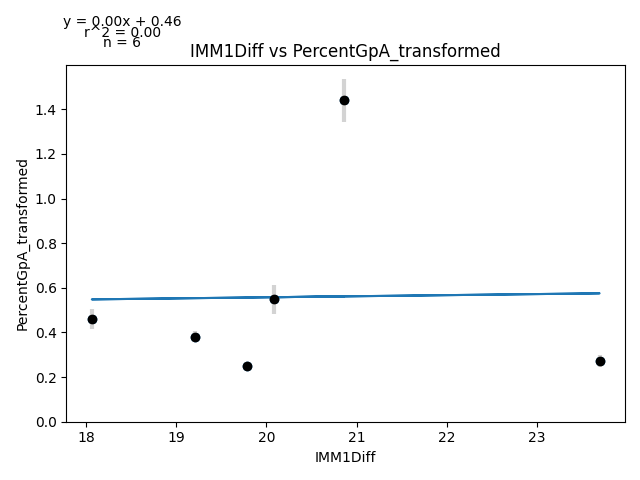 y = 0.00x + 0.46
r^2 = 0.00
n = 6
IMM1Diff vs PercentGpA_transformed
PercentGpA_transformed
1.4
1.2
1.0
0.8
0.6
0.4
0.2
0.0
18 19 20 21 22 23
IMM1Diff